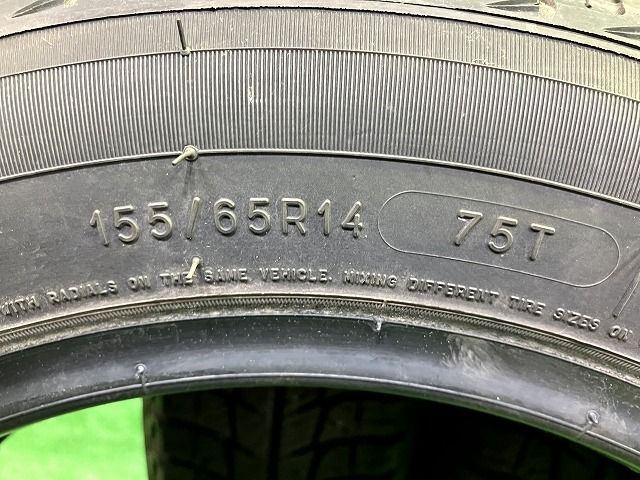 155/65R14 75T
WITH RADIALS ON THE SAME VEHICLE. MIXING DIFFERENT TIRE SIZES ON